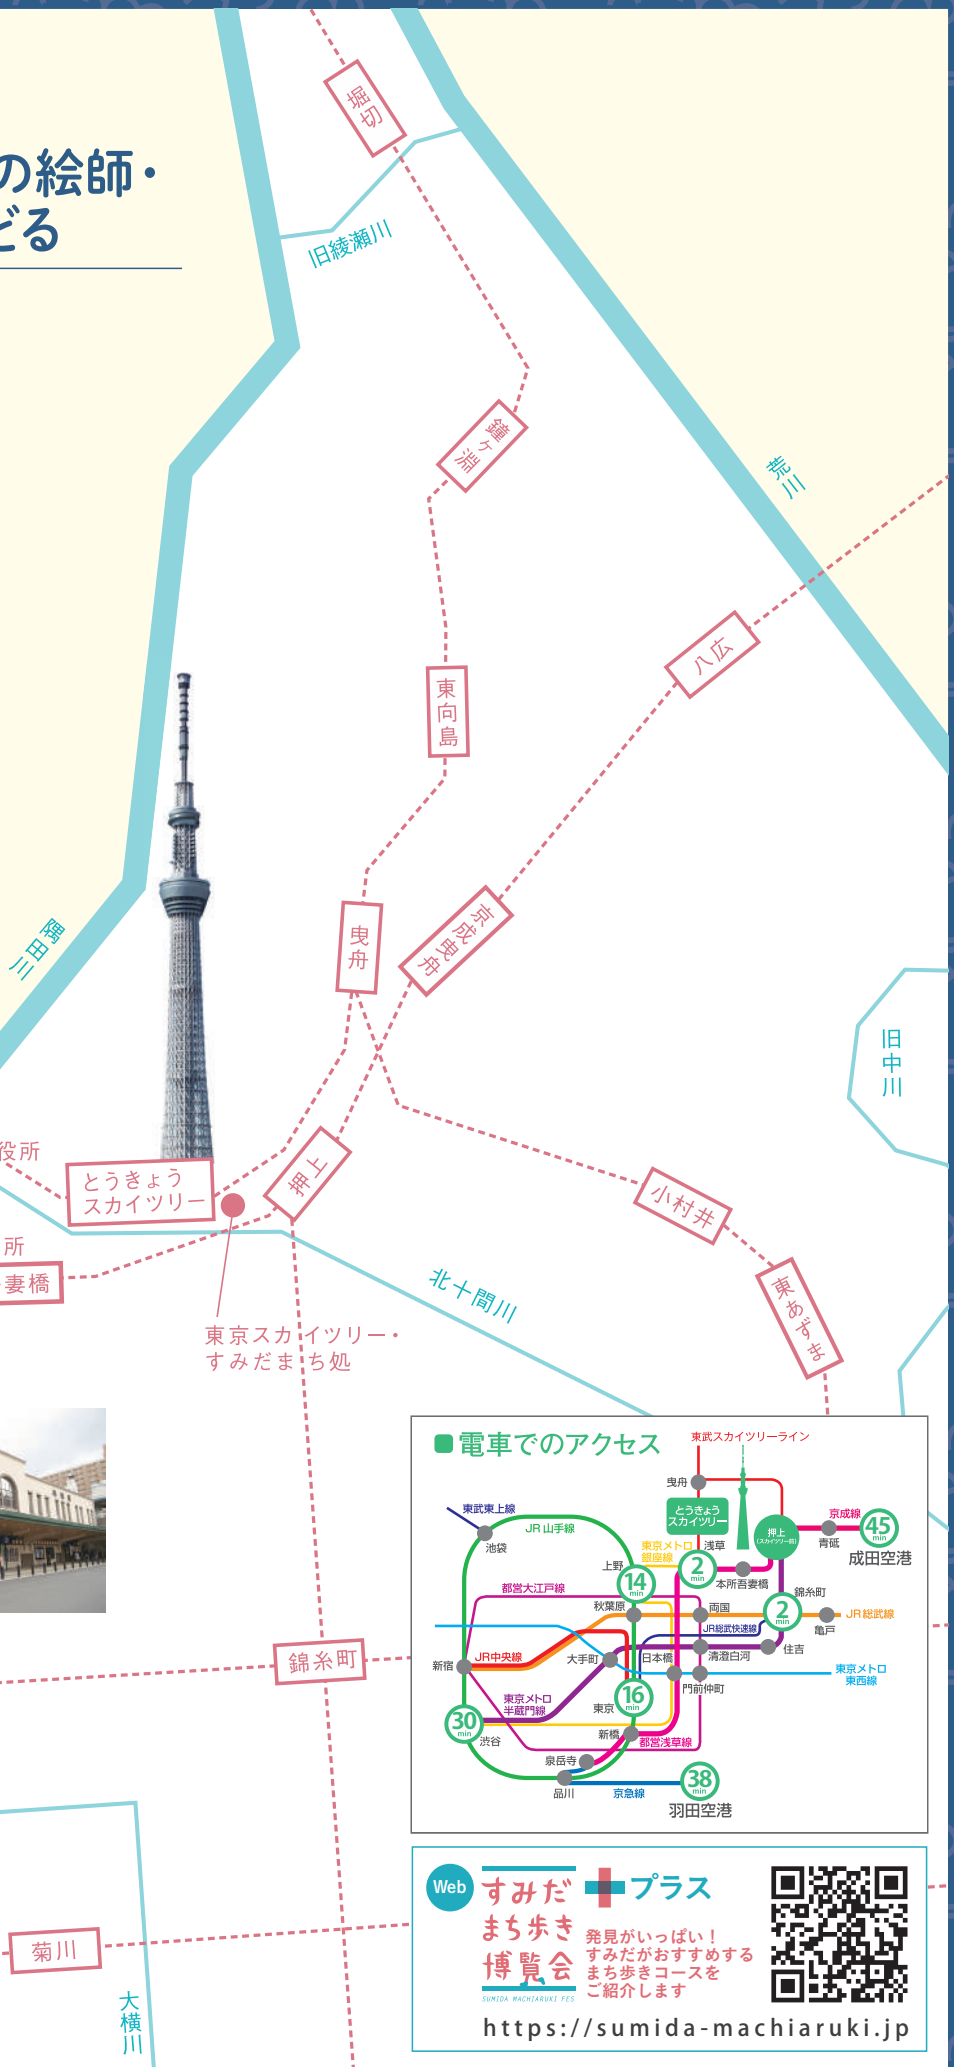 の絵師・
どる
堀切
旧綾瀬川
鐘ヶ淵
荒川
八広
東向島
曳舟
京成曳舟
隅田川
旧中川
役所
とうきょう
スカイツリー
押上
小村井
所
妻橋
北十間川
東あずま
東京スカイツリー・
すみだまち処
電車でのアクセス
東武スカイツリーライン
曳舟
とうきょう
スカイツリー
押上
(スカイツリー前)
京成線
45
min
青砥
成田空港
東武東上線
池袋
JR山手線
東京メトロ
銀座線
浅草
2
min
本所吾妻橋
上野
14
min
都営大江戸線
秋葉原
両国
錦糸町
2
min
亀戸
JR総武線
JR総武快速線
新宿
JR中央線
大手町
日本橋
清澄白河
住吉
門前仲町
東京メトロ
東西線
東京メトロ
半蔵門線
東京
16
min
30
min
渋谷
新橋
都営浅草線
泉岳寺
品川
京急線
38
min
羽田空港
錦糸町
菊川
大横川
Web
すみだ
まち歩き
博覧会
SUMIDA MACHIARUKI FES
プラス
発見がいっぱい！
すみだがおすすめする
まち歩きコースを
ご紹介します
https://sumida-machiaruki.jp